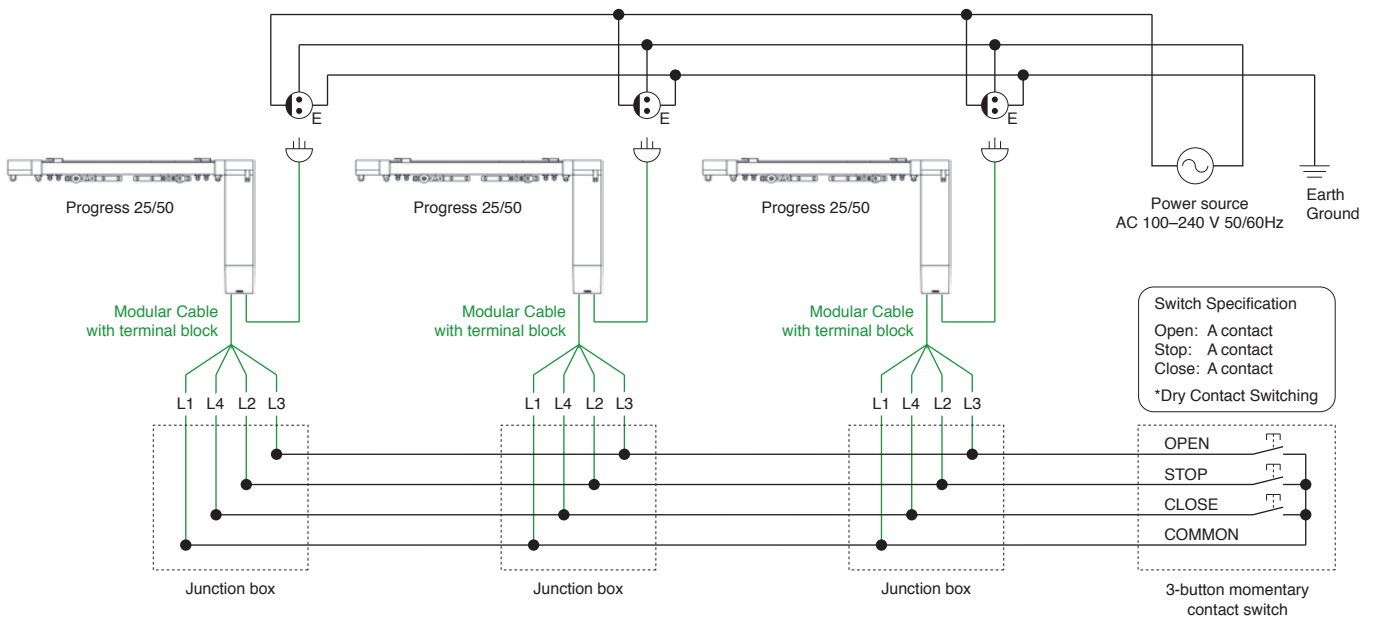 E
E
E
Progress 25/50
Progress 25/50
Progress 25/50
Power source
AC 100–240 V 50/60Hz
Earth
Ground
Modular Cable
with terminal block
Modular Cable
with terminal block
Modular Cable
with terminal block
Switch Specification
Open: A contact
Stop: A contact
Close: A contact
*Dry Contact Switching
L1 L4 L2 L3
L1 L4 L2 L3
L1 L4 L2 L3
OPEN
STOP
CLOSE
COMMON
Junction box
Junction box
Junction box
3-button momentary
contact switch